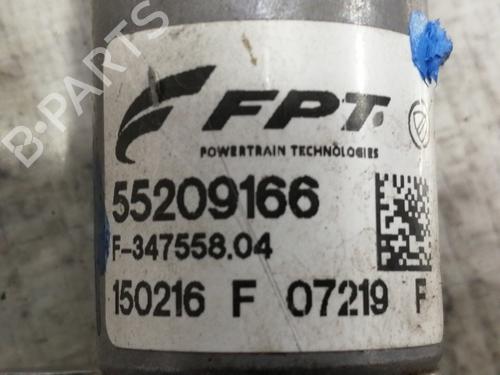 B-PARTS
FPT
POWERTRAIN TECHNOLOGIES
55209166
F-347558.04
150216 F 07219 F